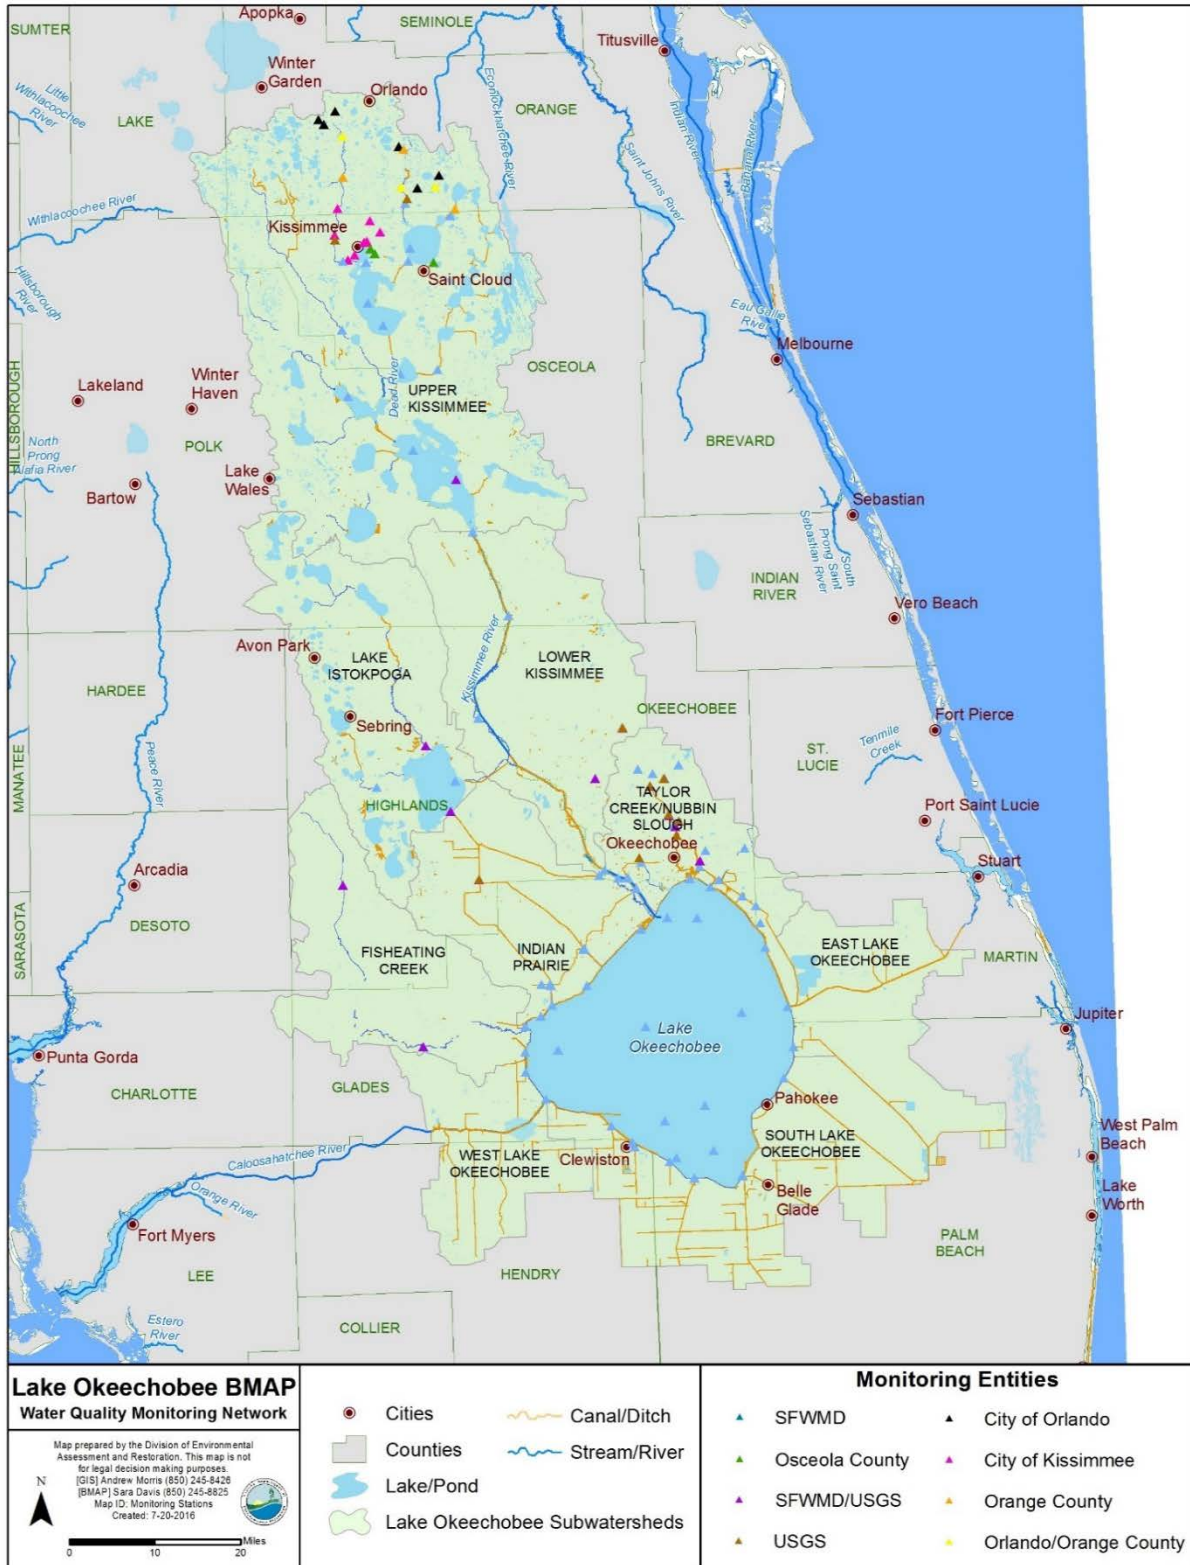 Apopka
SUMTER
SEMINOLE
Titusville
Winter
Garden
Orlando
Little
Withlacoochee
River
LAKE
ORANGE
Econlockhatchee River
Indian River
Banana River
Saint Johns River
Withlacoochee River
Kissimmee
Saint Cloud
Hillsborough
River
Eau Gallie
River
Melbourne
OSCEOLA
HILLSBOROUGH
Lakeland
Winter
Haven
Dead River
UPPER
KISSIMMEE
BREVARD
North
Prong
Alafia River
POLK
Bartow
Lake
Wales
Sebastian
South
Prong Saint
Sebastian River
INDIAN
RIVER
Vero Beach
Avon Park
LAKE
ISTOKPOGA
Kissimmee River
LOWER
KISSIMMEE
HARDEE
Sebring
OKEECHOBEE
Fort Pierce
Tenmile
Creek
ST.
LUCIE
MANATEE
Peace River
HIGHLANDS
TAYLOR
CREEK/NUBBIN
SLOUGH
Okeechobee
Port Saint Lucie
Stuart
Arcadia
DESOTO
SARASOTA
FISHEATING
CREEK
INDIAN
PRAIRIE
EAST LAKE
OKEECHOBEE
MARTIN
Lake
Okeechobee
Jupiter
Punta Gorda
CHARLOTTE
GLADES
Pahokee
WEST LAKE
OKEECHOBEE
Clewiston
SOUTH LAKE
OKEECHOBEE
West Palm
Beach
Caloosahatchee River
Orange River
Belle
Glade
Lake
Worth
Fort Myers
LEE
HENDRY
PALM
BEACH
Estero
River
COLLIER
Lake Okeechobee BMAP
Water Quality Monitoring Network
Map prepared by the Division of Environmental
Assessment and Restoration. This map is not
for legal decision making purposes.
[GIS] Andrew Morris (850) 245-8426
[BMAP] Sara Davis (850) 245-8825
Map ID: Monitoring Stations
Created: 7-20-2016
N
Miles
0 10 20
Cities
Counties
Lake/Pond
Lake Okeechobee Subwatersheds
Canal/Ditch
Stream/River
Monitoring Entities
SFWMD
Osceola County
SFWMD/USGS
USGS
City of Orlando
City of Kissimmee
Orange County
Orlando/Orange County